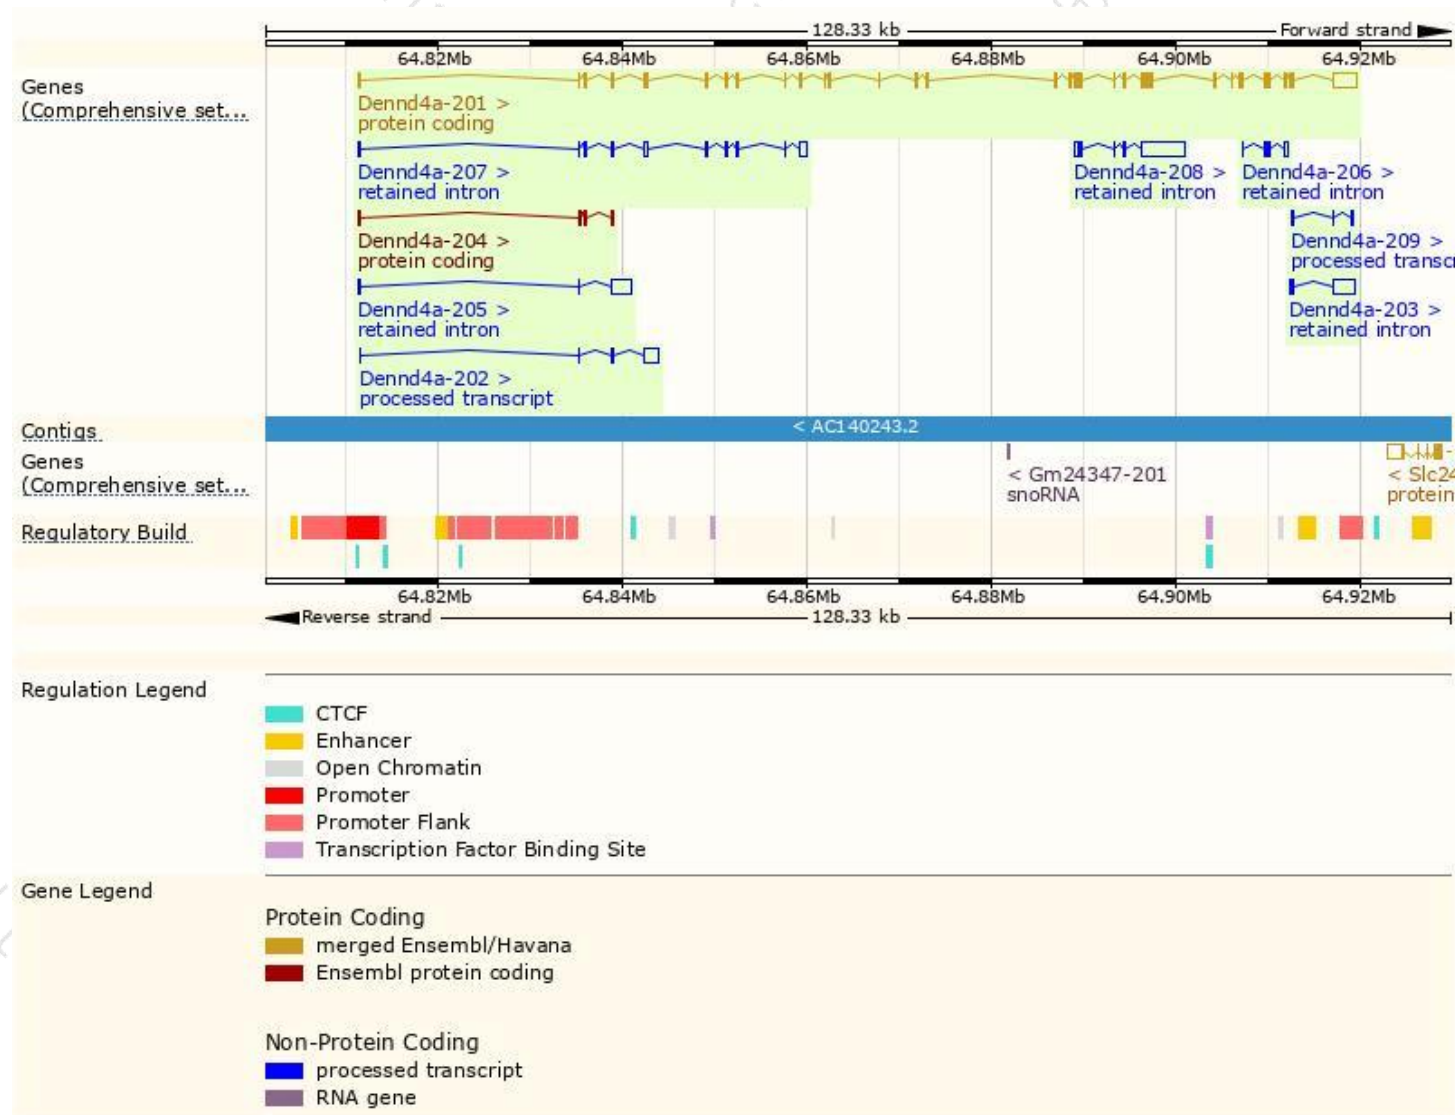 128.33 kb
Forward strand
64.82Mb 64.84Mb 64.86Mb 64.88Mb 64.90Mb 64.92Mb
Genes
(Comprehensive set...
Dennd4a-201 >
protein coding
Dennd4a-207 > Dennd4a-208 > Dennd4a-206 >
retained intron retained intron retained intron
Dennd4a-204 > Dennd4a-209 >
protein coding processed transc
Dennd4a-205 > Dennd4a-203 >
retained intron retained intron
Dennd4a-202 >
processed transcript
Contigs
< AC140243.2
Genes
(Comprehensive set...
< Gm24347-201 < Slc24
snoRNA protein
Regulatory Build
64.82Mb 64.84Mb 64.86Mb 64.88Mb 64.90Mb 64.92Mb
Reverse strand 128.33 kb
Regulation Legend
CTCF
Enhancer
Open Chromatin
Promoter
Promoter Flank
Transcription Factor Binding Site
Gene Legend
Protein Coding
merged Ensembl/Havana
Ensembl protein coding
Non-Protein Coding
processed transcript
RNA gene